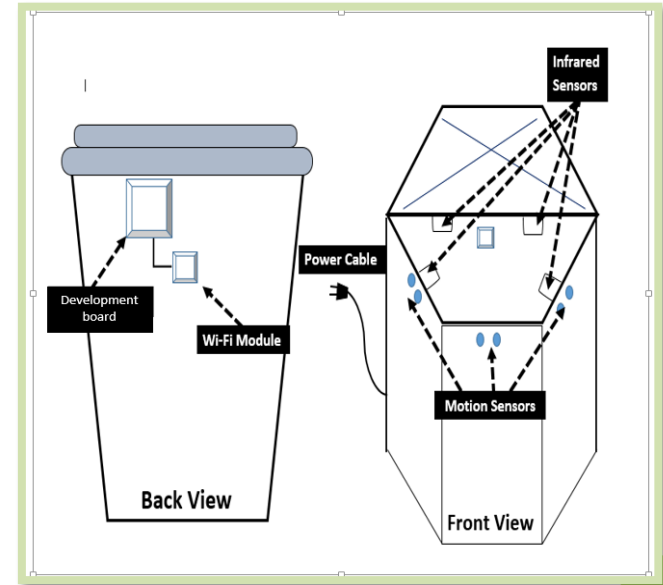 Infrared
Sensors
Power Cable
Development
board
Wi-Fi Module
Motion Sensors
Back View
Front View